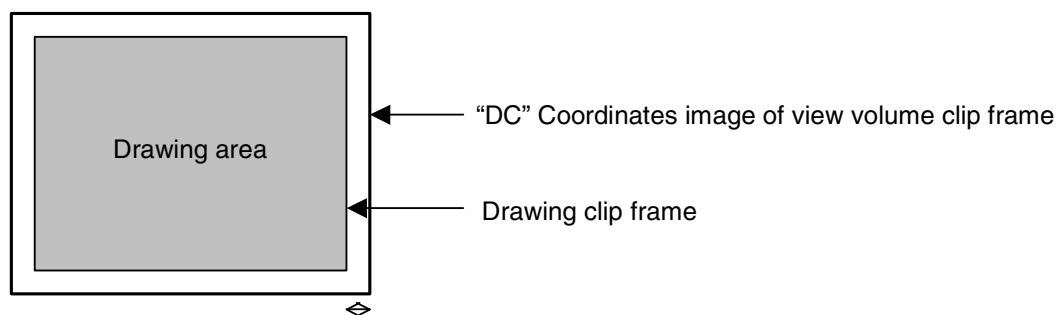 “DC” Coordinates image of view volume clip frame
Drawing area
Drawing clip frame